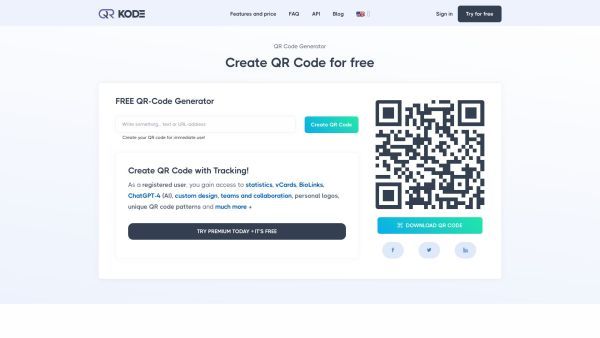 QR KODE
Features and price
FAQ
API
Blog
Sign in
Try for free
QR Code Generator
Create QR Code for free
FREE QR-Code Generator
Write something.. text or URL-address
Create QR Code
Create your QR code for immediate use!
Create QR Code with Tracking!
As a registered user, you gain access to statistics, vCards, BioLinks,
ChatGPT-4 (AI), custom design, teams and collaboration, personal logos,
unique QR code patterns and much more +
TRY PREMIUM TODAY - IT'S FREE
DOWNLOAD QR CODE